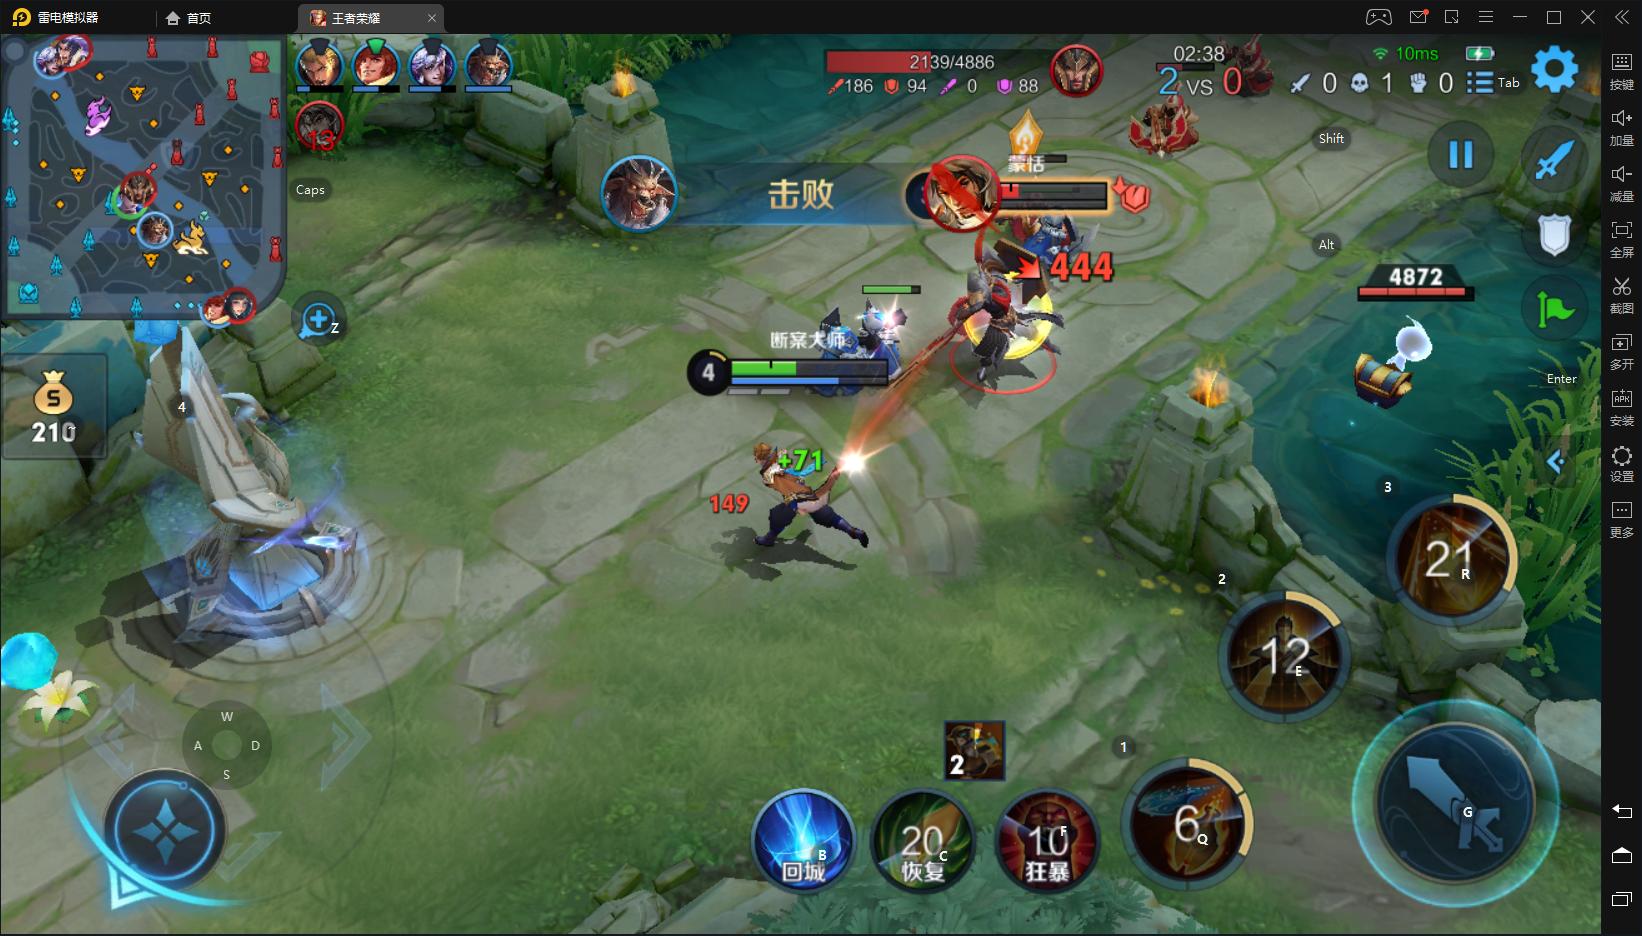 雷电模拟器
首页
王者荣耀
13
Caps
Z
2139/4886
186
94
0
88
02:38
2 VS 0
10ms
0
1
0
Tab
Shift
Alt
击败
蒙恬
444
4872
断案大师
4
+71
149
210
4
Enter
3
21
R
2
12
E
1
6
Q
G
2
回城
B
20
恢复
C
10
狂暴
F
W
A
D
S
按键
加量
减量
全屏
截图
多开
APK
安装
设置
更多